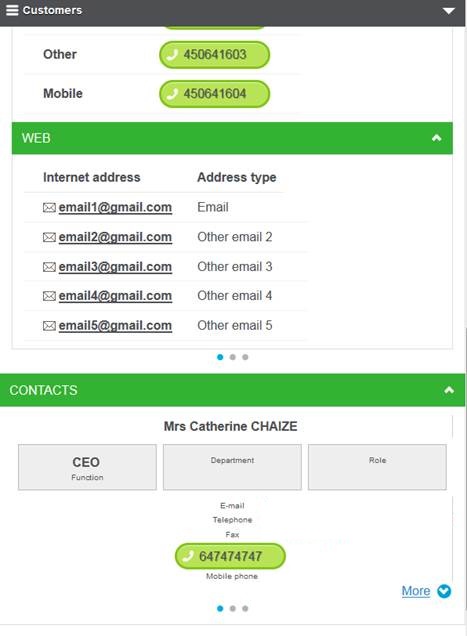 Customers
Other 450641603
Mobile 450641604
WEB
Internet address Address type
email1@gmail.com Email
email2@gmail.com Other email 2
email3@gmail.com Other email 3
email4@gmail.com Other email 4
email5@gmail.com Other email 5
CONTACTS
Mrs Catherine CHAIZE
CEO Department Role
Function
E-mail
Telephone
Fax
647474747
Mobile phone
More